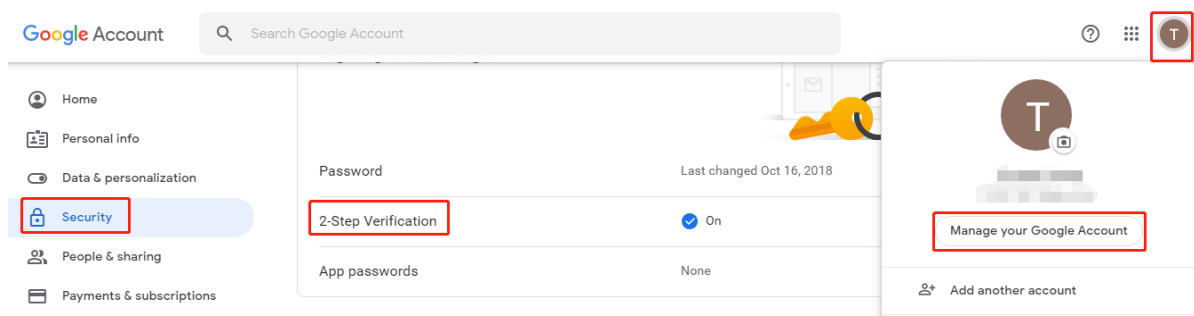 Google Account
Search Google Account
T
Home
Personal info
Data & personalization
Security
People & sharing
Payments & subscriptions
Password
Last changed Oct 16, 2018
2-Step Verification
On
App passwords
None
T
Manage your Google Account
Add another account